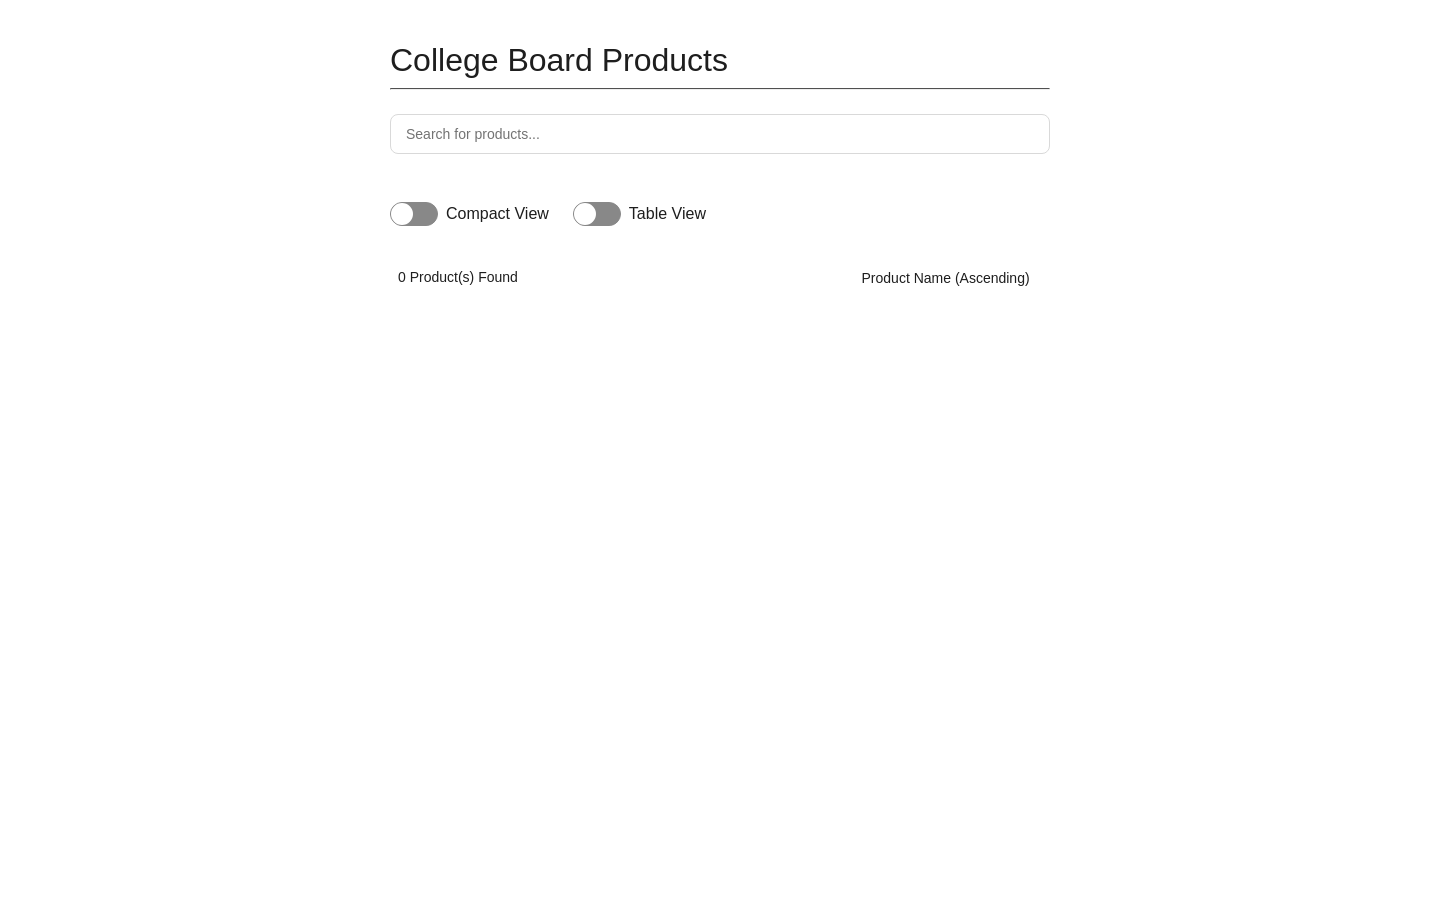 College Board Products
Search for products...
Compact View
Table View
0 Product(s) Found
Product Name (Ascending)